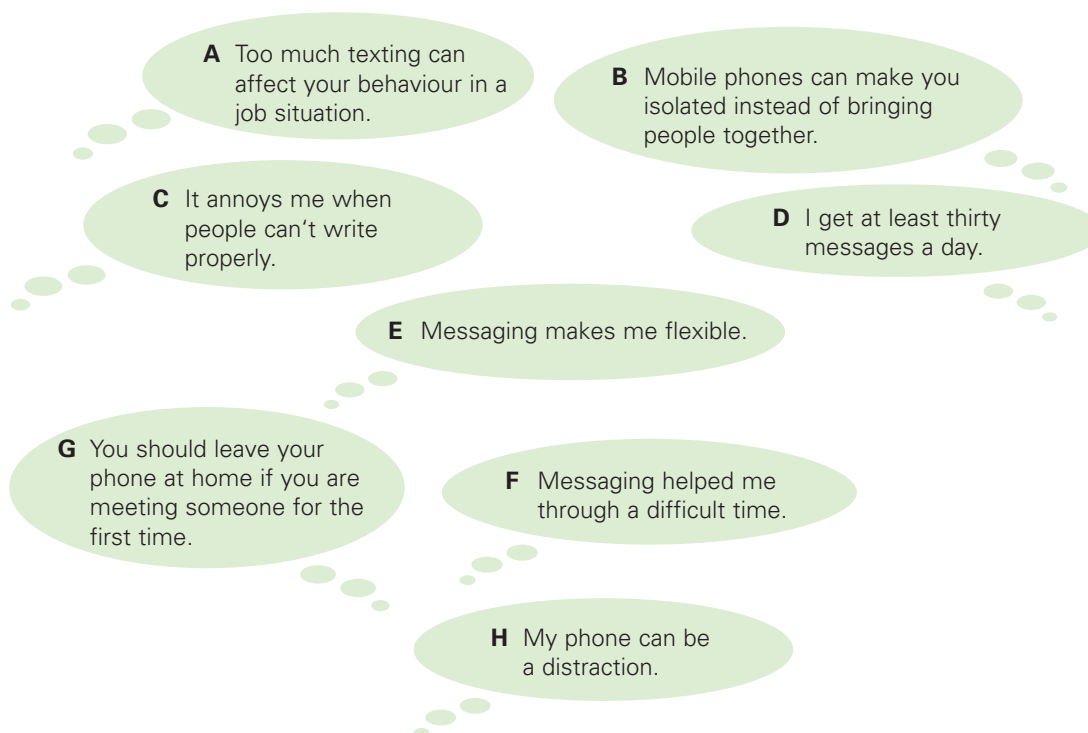 A Too much texting can
affect your behaviour in a
job situation.
B Mobile phones can make you
isolated instead of bringing
people together.
C It annoys me when
people can‘t write
properly.
D I get at least thirty
messages a day.
E Messaging makes me flexible.
G You should leave your
phone at home if you are
meeting someone for the
first time.
F Messaging helped me
through a difficult time.
H My phone can be
a distraction.